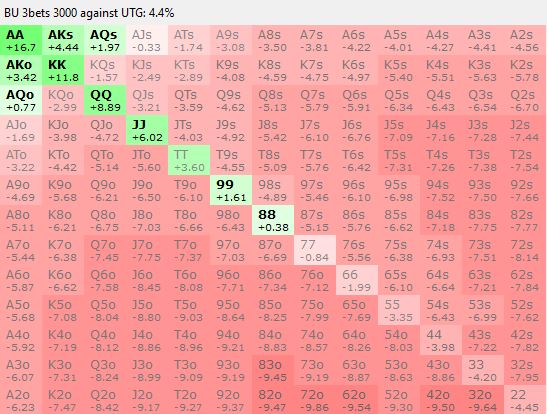 BU 3bets 3000 against UTG: 4.4%
AA AKs AQs AJs ATs A9s A8s A7s A6s A5s A4s A3s A2s
+16.7 +4.44 +1.97 -0.33 -1.74 -3.08 -3.50 -3.81 -4.22 -4.01 -4.27 -4.41 -4.56
AKo KK KQs KJs KTs K9s K8s K7s K6s K5s K4s K3s K2s
+3.42 +11.8 -1.57 -2.49 -2.89 -4.08 -4.59 -4.75 -4.97 -5.40 -5.51 -5.63 -5.78
AQo KQo QQ QJs QTs Q9s Q8s Q7s Q6s Q5s Q4s Q3s Q2s
+0.77 -2.99 +8.89 -3.21 -3.59 -4.62 -5.13 -5.79 -5.91 -6.34 -6.43 -6.54 -6.70
AJo KJo QJo JJ JTs J9s J8s J7s J6s J5s J4s J3s J2s
-1.69 -3.98 -4.72 +6.02 -4.03 -4.92 -5.42 -6.10 -6.76 -7.09 -7.16 -7.28 -7.44
ATo KTo QTo JTo TT T9s T8s T7s T6s T5s T4s T3s T2s
-3.22 -4.42 -5.14 -5.60 +3.60 -4.55 -5.09 -5.76 -6.42 -7.31 -7.26 -7.38 -7.54
A9o K9o Q9o J9o T9o 99 98s 97s 96s 95s 94s 93s 92s
-4.69 -5.68 -6.21 -6.50 -6.10 +1.61 -4.89 -5.46 -6.10 -6.98 -7.52 -7.50 -7.66
A8o K8o Q8o J8o T8o 98o 88 87s 86s 85s 84s 83s 82s
-5.11 -6.21 -6.75 -7.03 -6.66 -6.43 +0.38 -5.15 -5.76 -6.62 -7.18 -7.75 -7.77
A7o K7o Q7o J7o T7o 97o 87o 77 76s 75s 74s 73s 72s
-5.44 -6.38 -7.45 -7.75 -7.37 -7.03 -6.69 -0.84 -5.56 -6.38 -6.93 -7.51 -8.14
A6o K6o Q6o J6o T6o 96o 86o 76o 66 65s 64s 63s 62s
-5.87 -6.62 -7.58 -8.45 -8.08 -7.71 -7.34 -7.12 -1.99 -6.10 -6.64 -7.21 -7.84
A5o K5o Q5o J5o T5o 95o 85o 75o 65o 55 54s 53s 52s
-5.68 -7.08 -8.04 -8.80 -9.03 -8.64 -8.25 -7.99 -7.69 -3.35 -6.43 -6.99 -7.62
A4o K4o Q4o J4o T4o 94o 84o 74o 64o 54o 44 43s 42s
-5.92 -7.19 -8.12 -8.86 -8.96 -9.21 -8.83 -8.57 -8.26 -8.03 -3.98 -7.22 -7.82
A3o K3o Q3o J3o T3o 93o 83o 73o 63o 53o 43o 33 32s
-6.07 -7.31 -8.24 -8.99 -9.09 -9.19 -9.45 -9.19 -8.87 -8.63 -8.86 -4.20 -7.95
A2o K2o Q2o J2o T2o 92o 82o 72o 62o 52o 42o 32o 22
-6.23 -7.47 -8.42 -9.17 -9.27 -9.37 -9.47 -9.86 -9.54 -9.30 -9.50 -9.64 -4.45